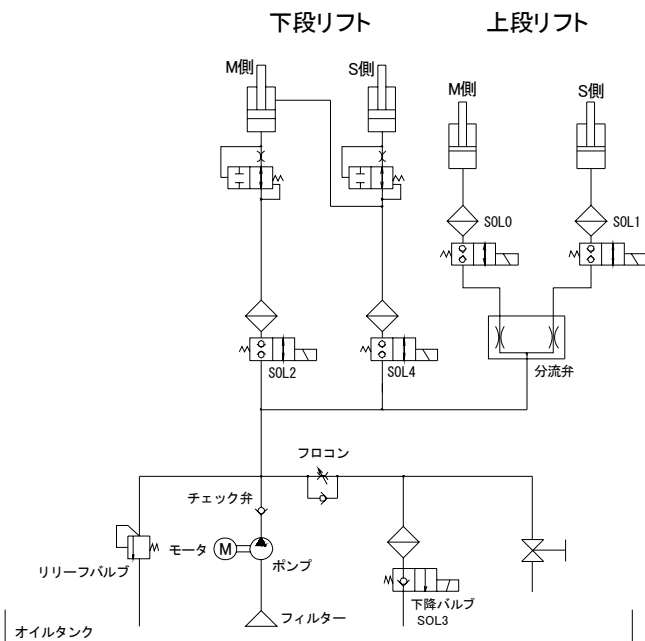 下段リフト
上段リフト
M側
S側
M側
S側
SOL0
SOL1
SOL2
SOL4
分流弁
フロコン
チェック弁
リリーフバルブ
モータ
M
ポンプ
下降バルブ
SOL3
フィルター
オイルタンク